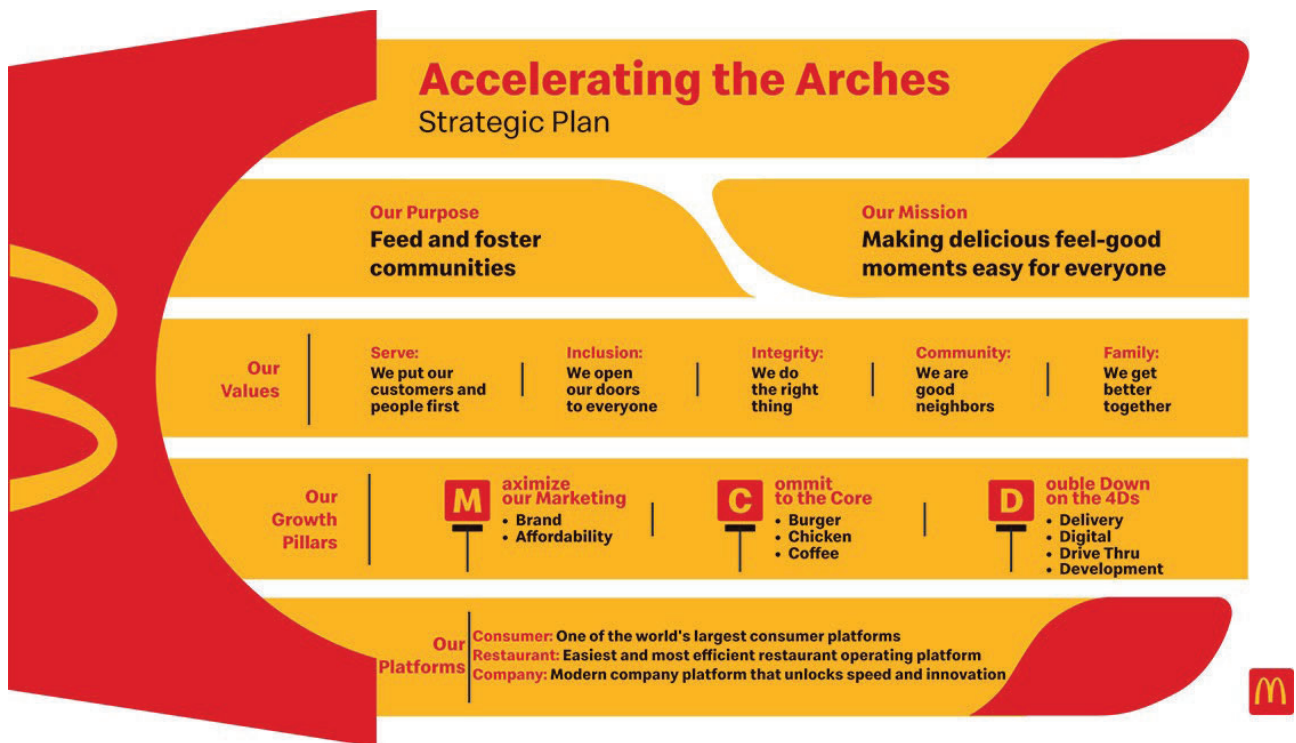 Accelerating the Arches
Strategic Plan
Our Purpose
Feed and foster
communities
Our Mission
Making delicious feel-good
moments easy for everyone
Our
Values
Serve:
We put our
customers and
people first
Inclusion:
We open
our doors
to everyone
Integrity:
We do
the right
thing
Community:
We are
good
neighbors
Family:
We get
better
together
Our
Growth
Pillars
Maximize
our Marketing
• Brand
• Affordability
Commit
to the Core
• Burger
• Chicken
• Coffee
Double Down
on the 4Ds
• Delivery
• Digital
• Drive Thru
• Development
Our
Platforms
Consumer: One of the world's largest consumer platforms
Restaurant: Easiest and most efficient restaurant operating platform
Company: Modern company platform that unlocks speed and innovation